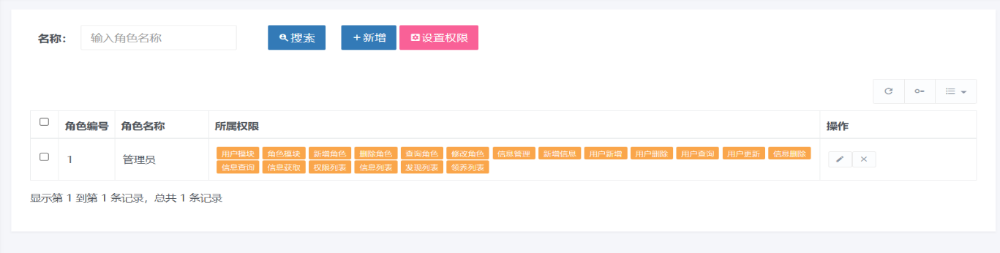 名称： 输入角色名称 搜索 +新增 设置权限
角色编号 角色名称 所属权限 操作
1 管理员 用户模块 角色模块 新增角色 删除角色 查询角色 修改角色 信息管理 新增信息 用户新增 用户删除 用户查询 用户更新 信息删除
信息查询 信息获取 权限列表 信息列表 发现列表 领养列表
显示第 1 到第 1 条记录，总共 1 条记录